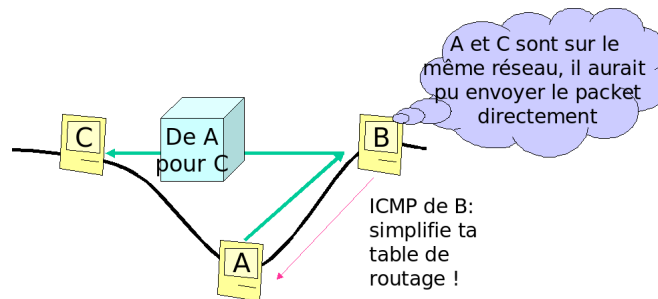 A et C sont sur le
même réseau, il aurait
pu envoyer le packet
directement
C
De A
pour C
B
ICMP de B:
simplifie ta
table de
routage !
A